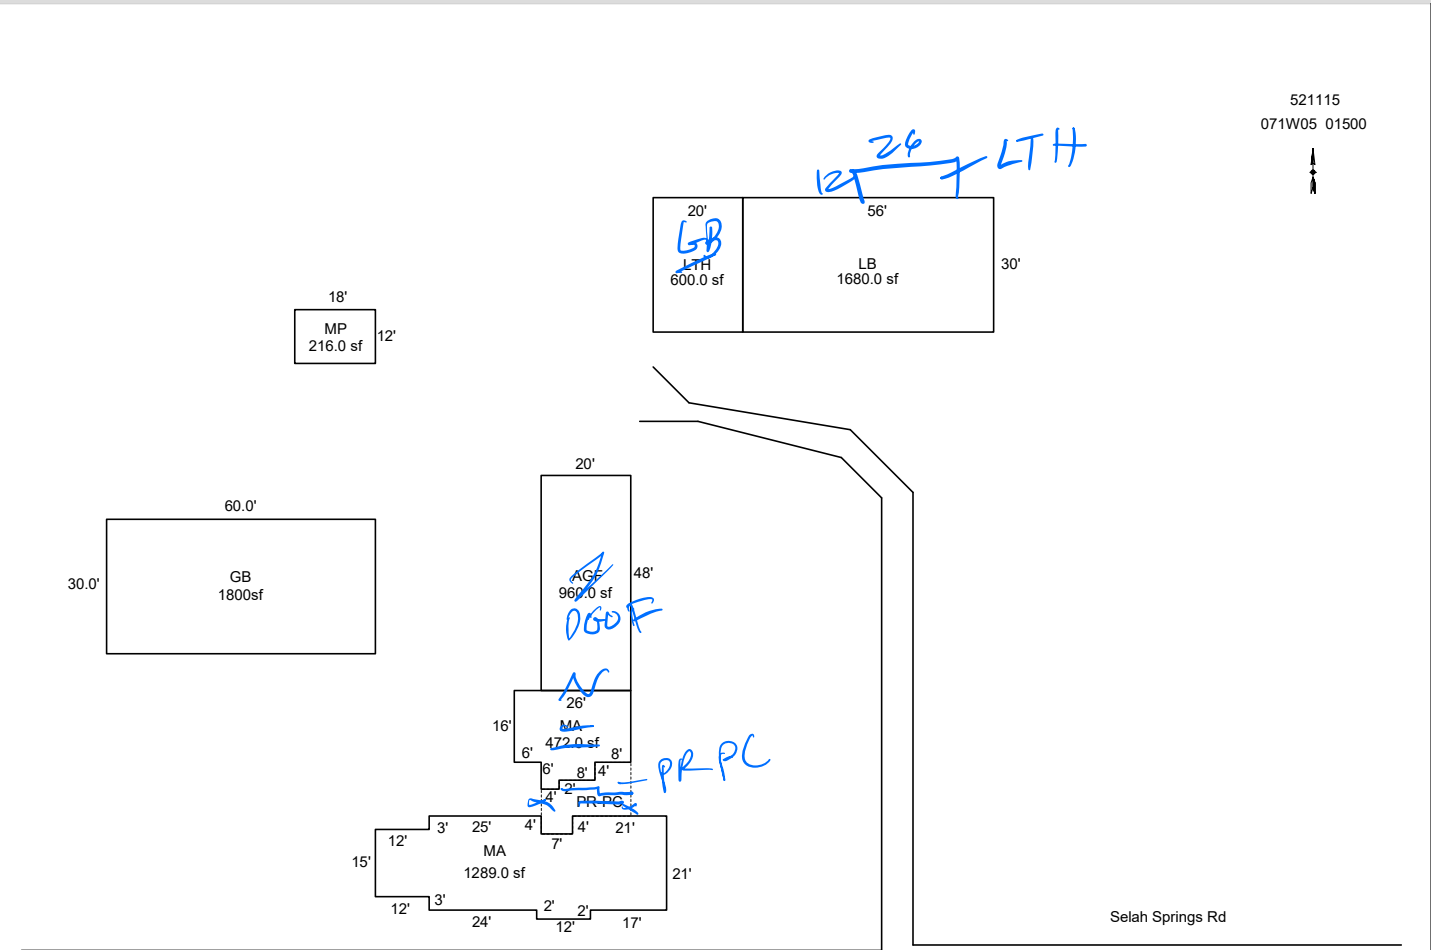 521115
071W05 01500
26
LTH
12
20'
56'
GB
LTH
600.0 sf
LB
1680.0 sf
30'
18'
MP
216.0 sf
12'
20'
60.0'
30.0'
GB
1800sf
AGF
960.0 sf
48'
DGOF
N
26'
16'
MA
472.0 sf
6'
8'
6'
8'
4'
2'
4'
PR PC
PR PC
3'
25'
4'
4'
21'
12'
7'
15'
MA
1289.0 sf
21'
12'
3'
24'
2'
2'
12'
17'
Selah Springs Rd